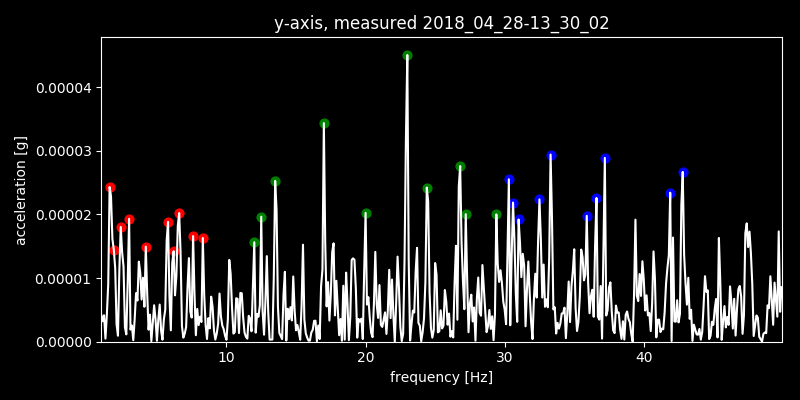 y-axis, measured 2018_04_28-13_30_02
acceleration [g]
0.00004
0.00003
0.00002
0.00001
0.00000
10 20 30 40
frequency [Hz]